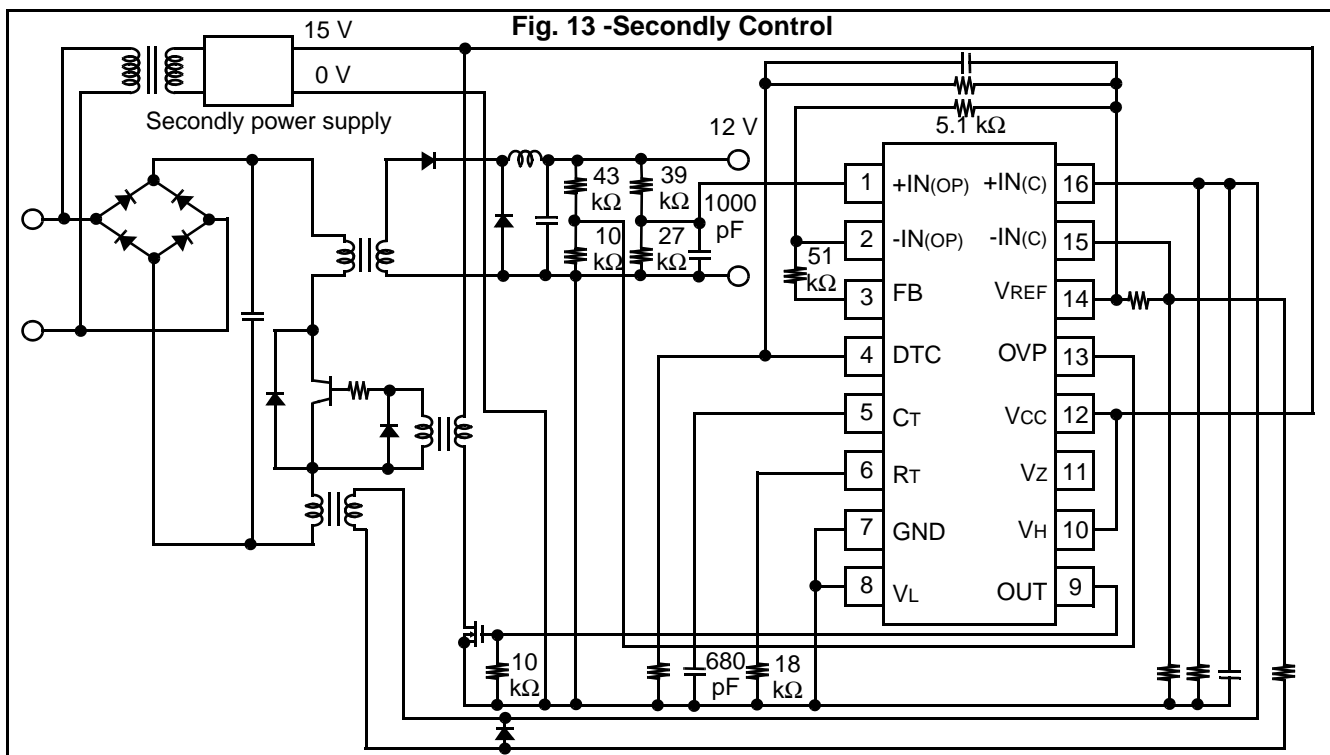 Fig. 13 -Secondly Control
15 V
0 V
Secondly power supply
12 V
5.1 kΩ
43
kΩ
39
kΩ
1000
pF
10
kΩ
27
kΩ
51
kΩ
1 +IN(OP) +IN(C) 16
2 -IN(OP) -IN(C) 15
3 FB VREF 14
4 DTC OVP 13
5 CT VCC 12
6 RT VZ 11
7 GND VH 10
8 VL OUT 9
10
kΩ
680
pF
18
kΩ